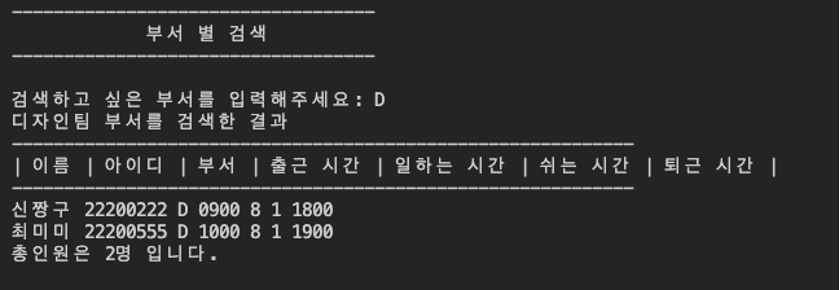 부서 별 검색
검색하고 싶은 부서를 입력해주세요: D
디자인팀 부서를 검색한 결과
| 이름 | 아이디 | 부서 | 출근 시간 | 일하는 시간 | 쉬는 시간 | 퇴근 시간 |
신짱구 22200222 D 0900 8 1 1800
최미미 22200555 D 1000 8 1 1900
총인원은 2명 입니다.